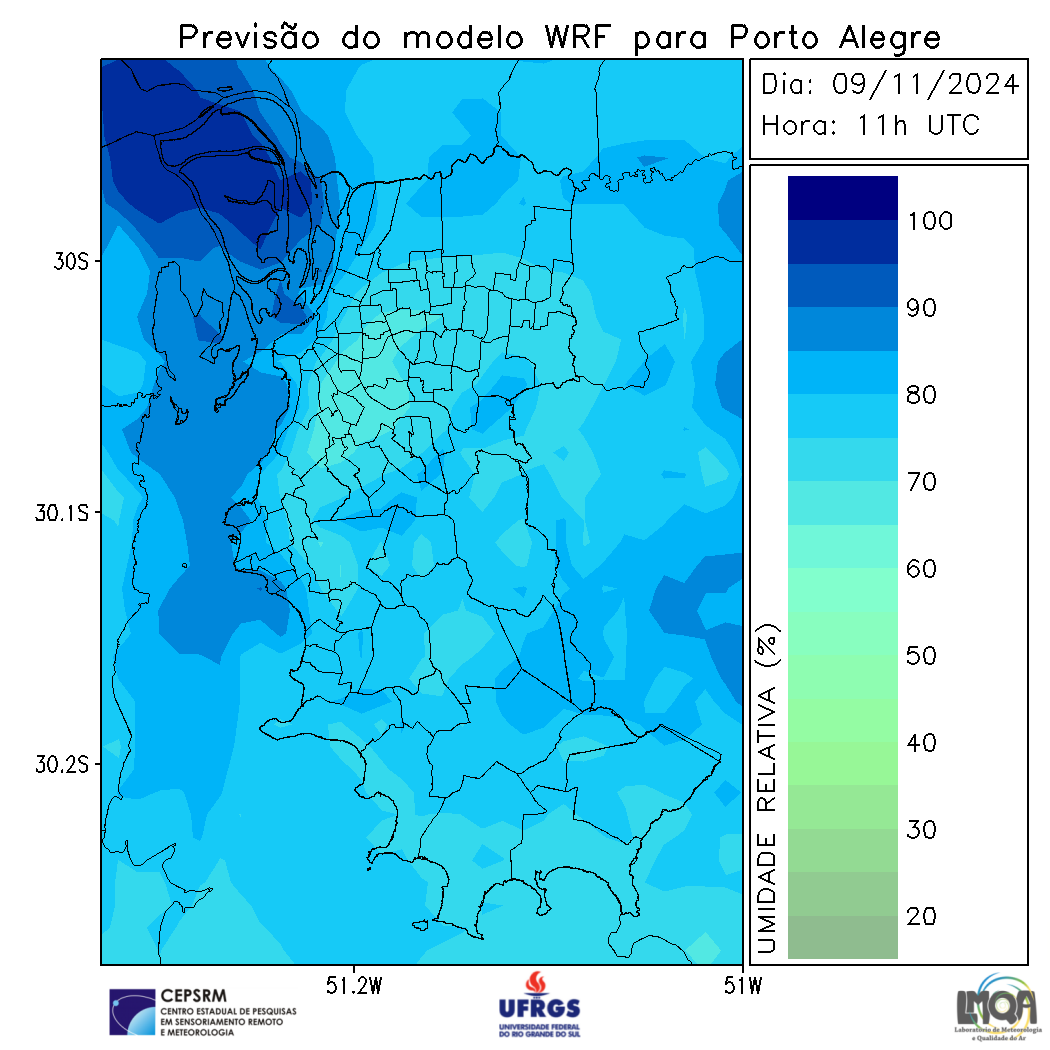 Previsão do modelo WRF para Porto Alegre
Dia: 09/11/2024
Hora: 11h UTC
30S
30.1S
30.2S
51.2W
51W
100
90
80
70
60
50
40
30
20
UMIDADE RELATIVA (%)
CEPSRM
CENTRO ESTADUAL DE PESQUISAS
EM SENSORIAMENTO REMOTO
E METEOROLOGIA
UFRGS
UNIVERSIDADE FEDERAL
DO RIO GRANDE DO SUL
LMQA
Laboratório de Meteorologia
e Qualidade do Ar